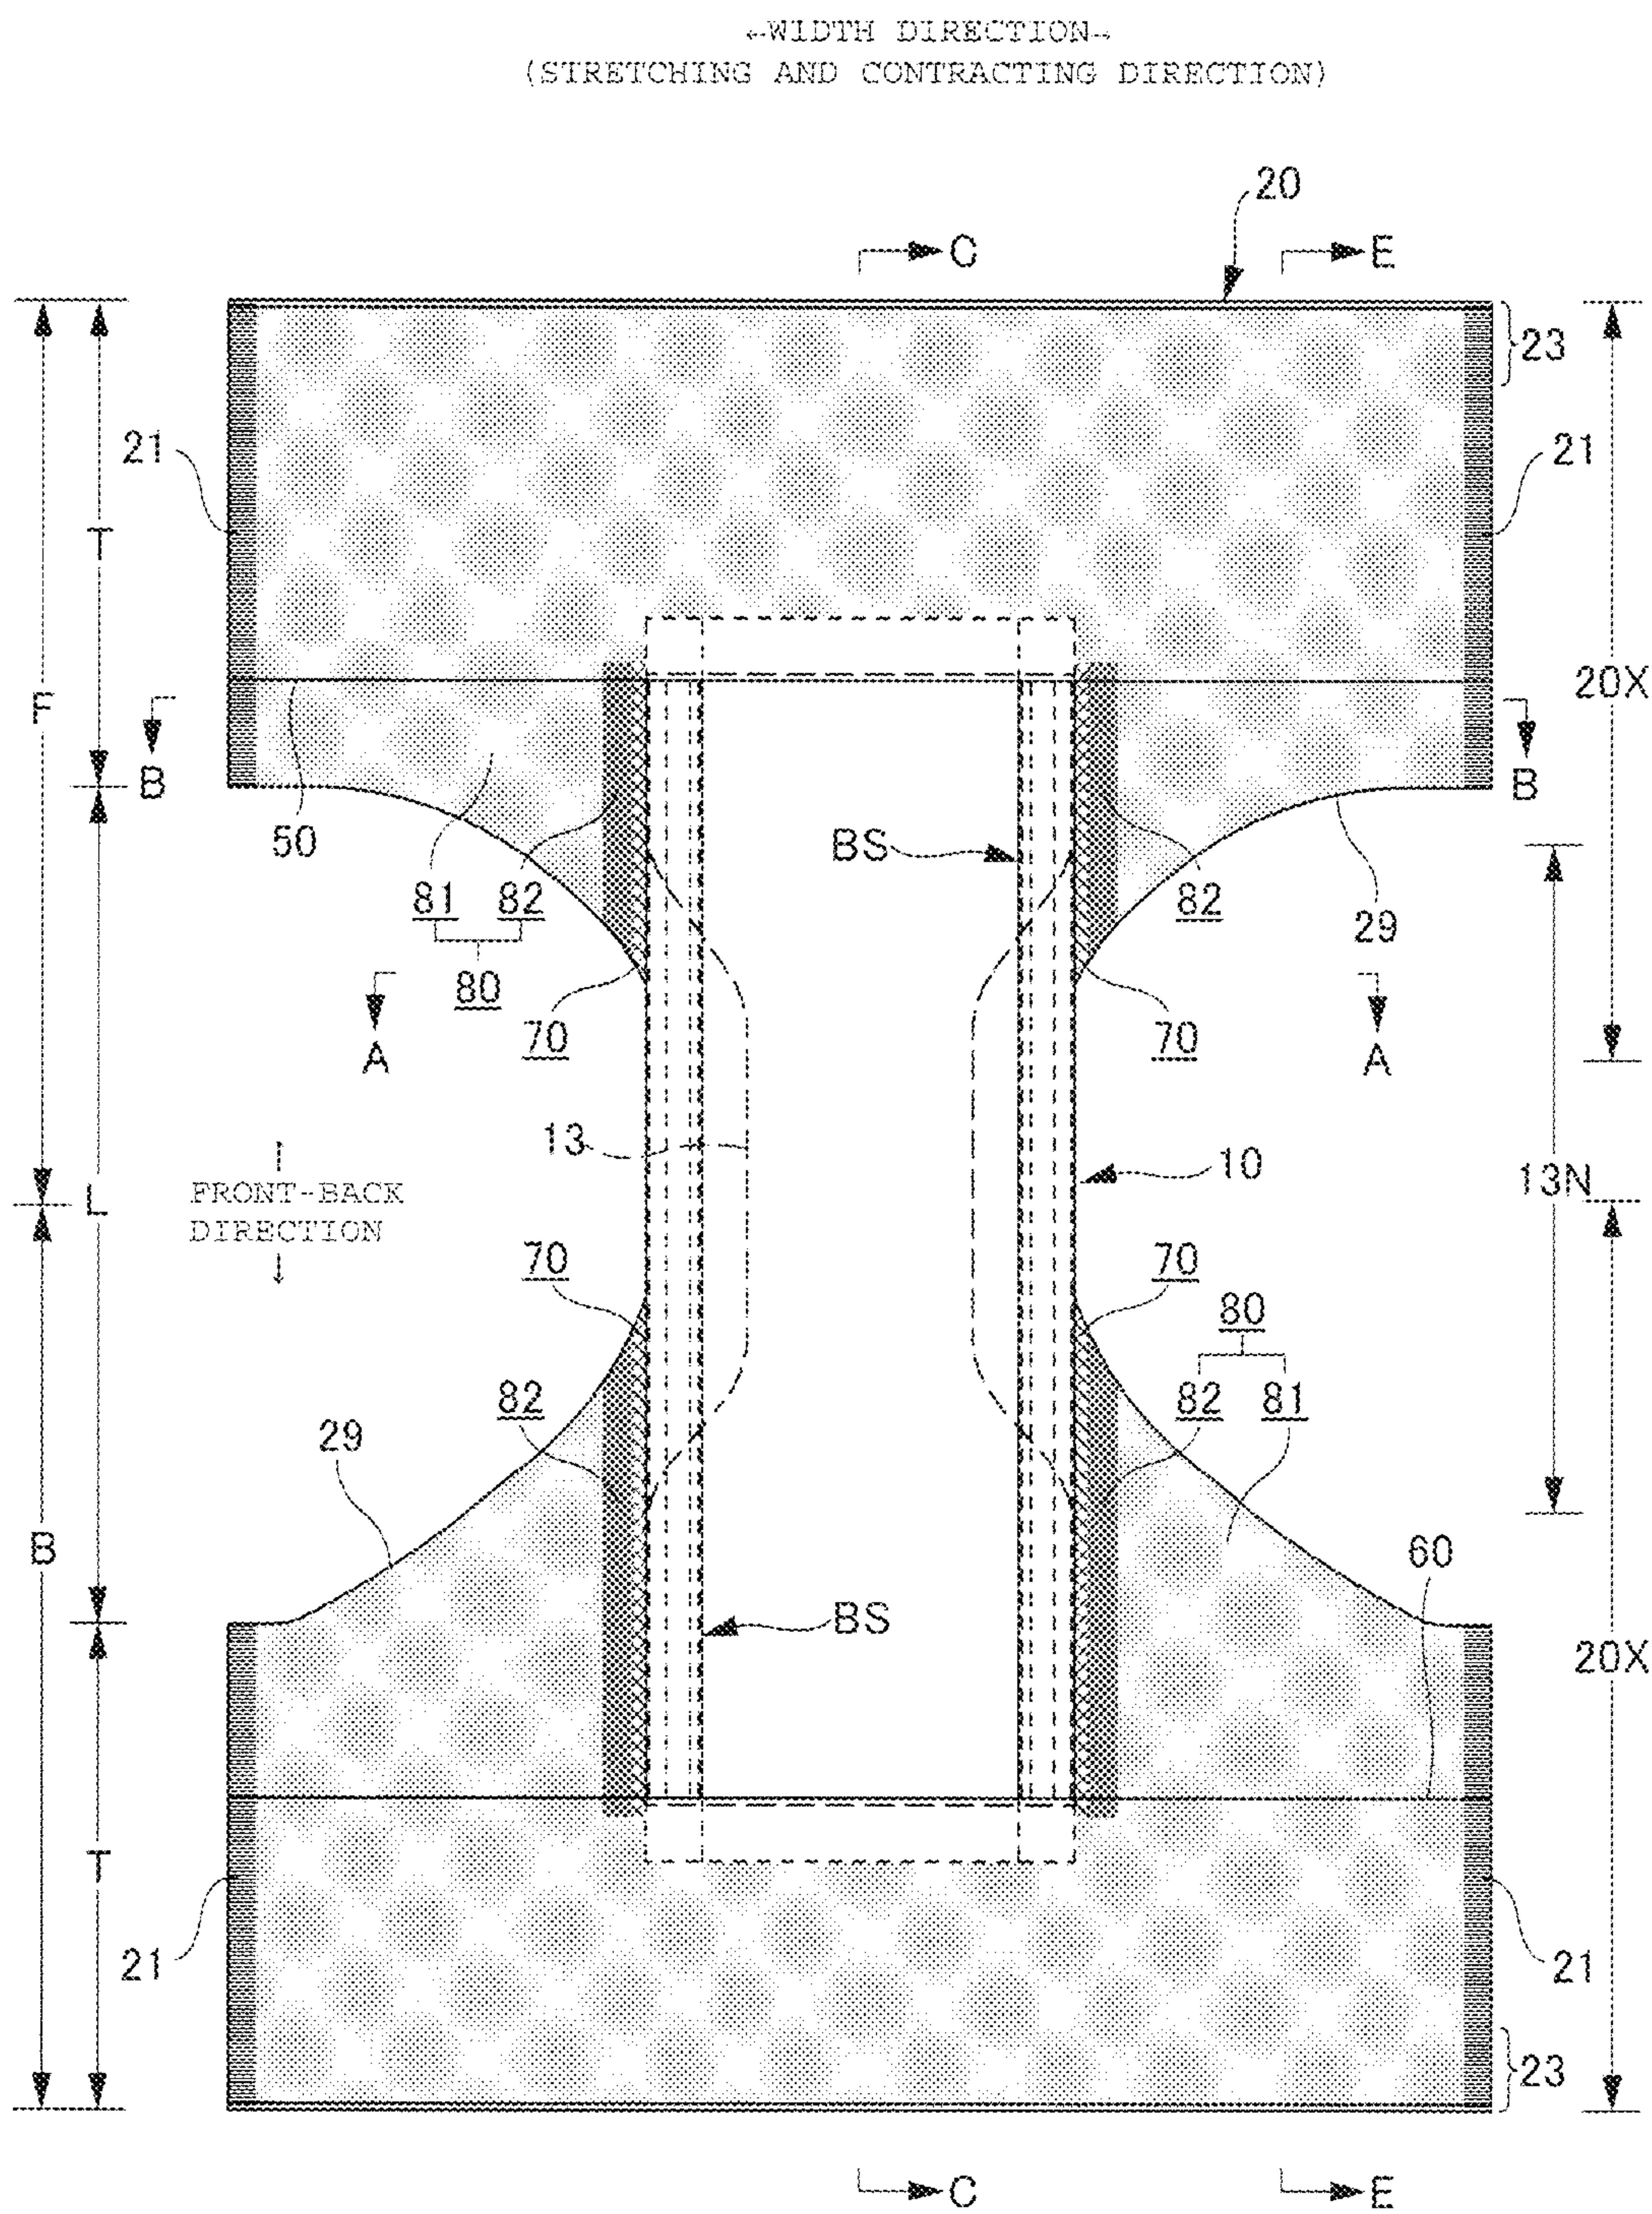 ←WIDTH DIRECTION→
(STRETCHING AND CONTRACTING DIRECTION)
20
C E
23
21 21
T
F 20X
B B
50
BS
81 82 82 29
80
70 70
A A
13 10 13N
L
FRONT-BACK
DIRECTION
70 70
80
82 82 81
29
B 60
BS 20X
T
21 21
23
C E